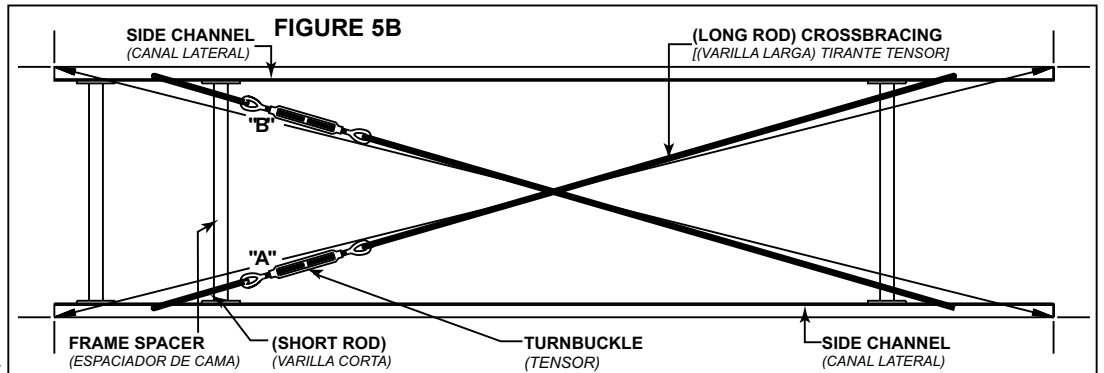 FIGURE 5B
SIDE CHANNEL
(CANAL LATERAL)
(LONG ROD) CROSSBRACING
[(VARILLA LARGA) TIRANTE TENSOR]
"B"
"A"
FRAME SPACER
(ESPACIADOR DE CAMA)
(SHORT ROD)
(VARILLA CORTA)
TURNBUCKLE
(TENSOR)
SIDE CHANNEL
(CANAL LATERAL)